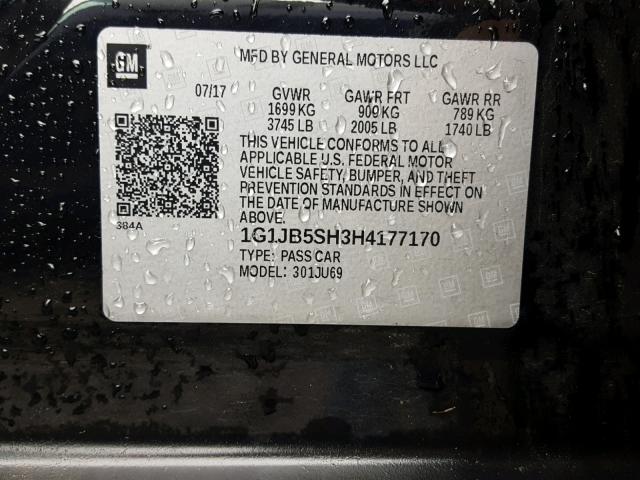 GM
MFD BY GENERAL MOTORS LLC
07/17 GVWR GAWR FRT GAWR RR
1699 KG 909 KG 789 KG
3745 LB 2005 LB 1740 LB
THIS VEHICLE CONFORMS TO ALL
APPLICABLE U.S. FEDERAL MOTOR
VEHICLE SAFETY, BUMPER, AND THEFT
PREVENTION STANDARDS IN EFFECT ON
THE DATE OF MANUFACTURE SHOWN
ABOVE.
384A
1G1JB5SH3H4177170
TYPE: PASS CAR
MODEL: 301JU69